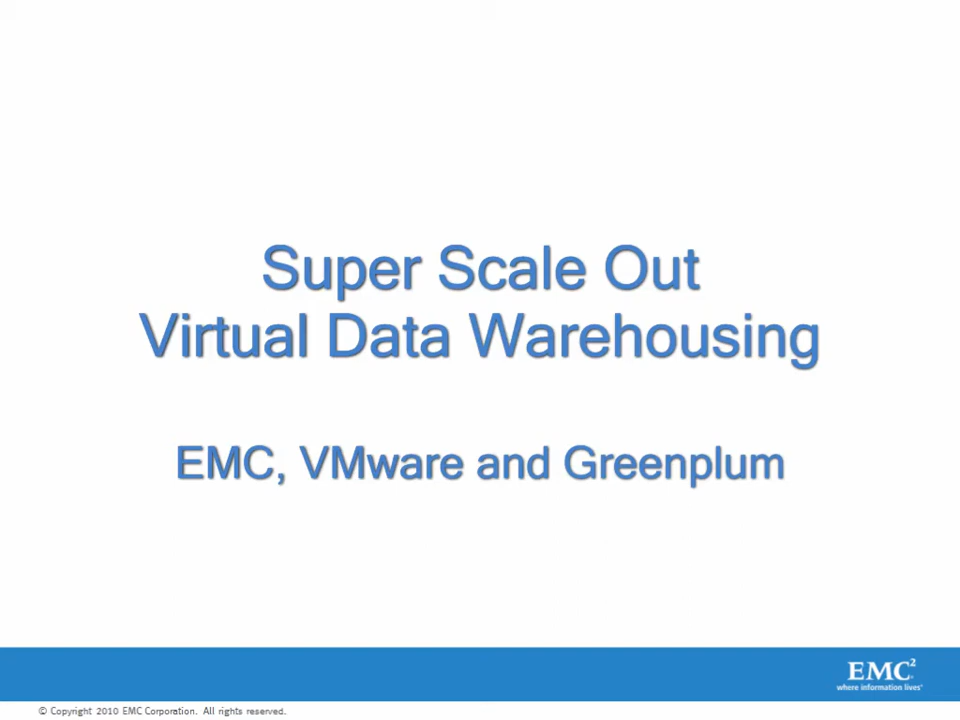 Super Scale Out
Virtual Data Warehousing
EMC, VMware and Greenplum
EMC²
where information lives®
© Copyright 2010 EMC Corporation. All rights reserved.